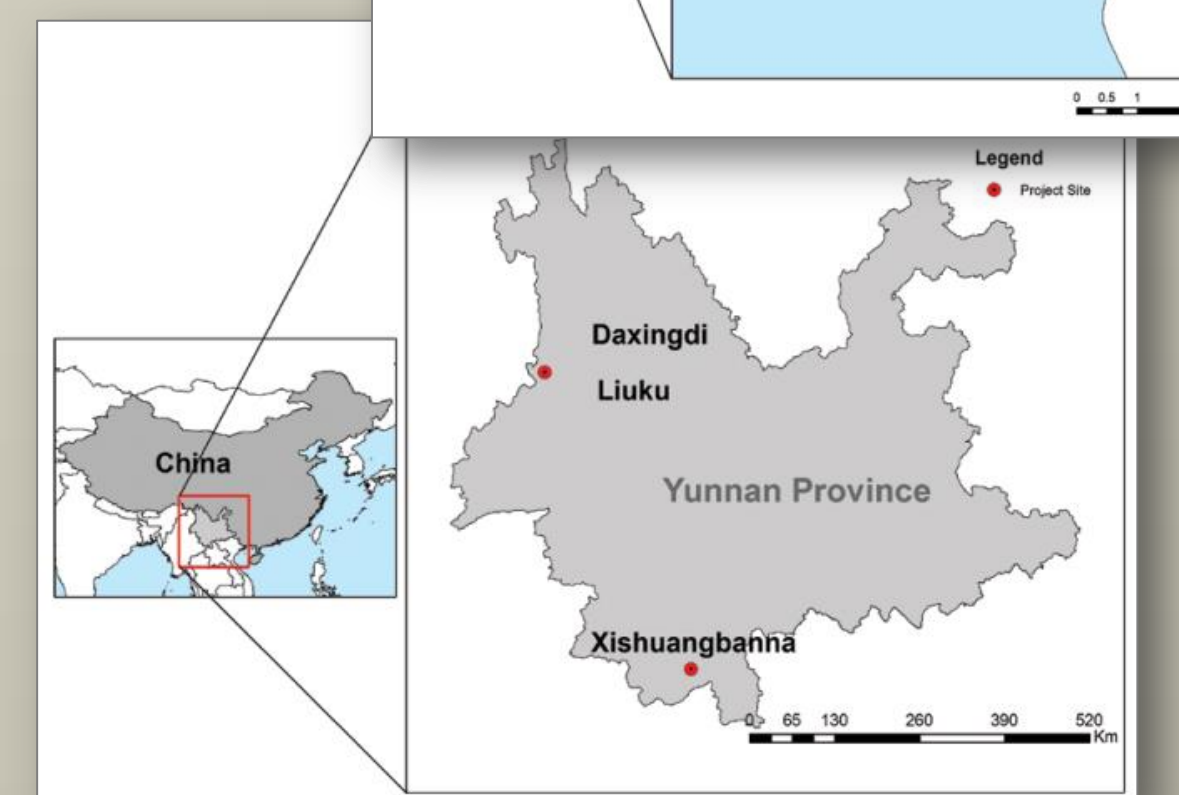 0 0.5 1
Legend
Project Site
Daxingdi
Liuku
China
Yunnan Province
Xishuangbanna
0 65 130 260 390 520
Km